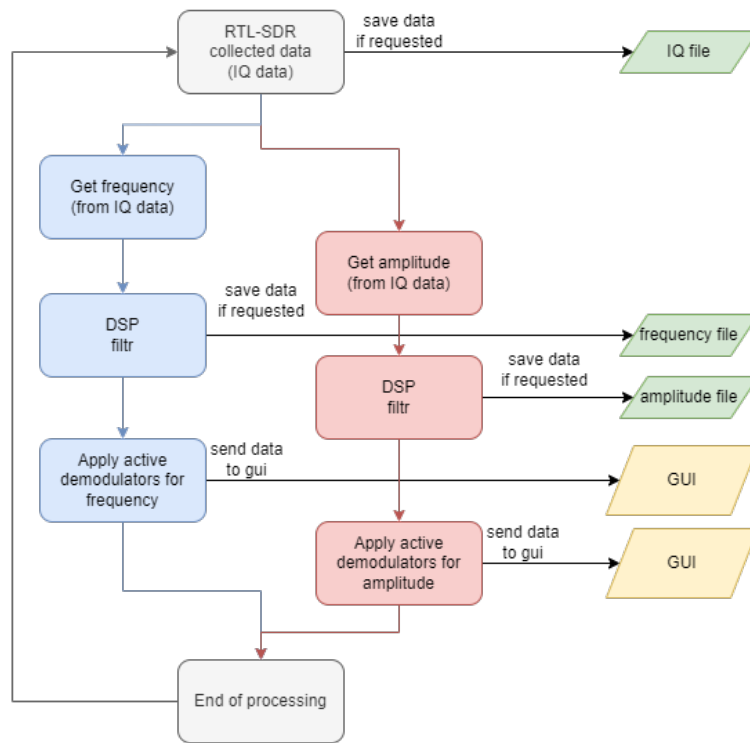 RTL-SDR
collected data
(IQ data)
save data
if requested
IQ file
Get frequency
(from IQ data)
Get amplitude
(from IQ data)
DSP
filtr
save data
if requested
frequency file
DSP
filtr
save data
if requested
amplitude file
Apply active
demodulators for
frequency
send data
to gui
GUI
Apply active
demodulators for
amplitude
send data
to gui
GUI
End of processing